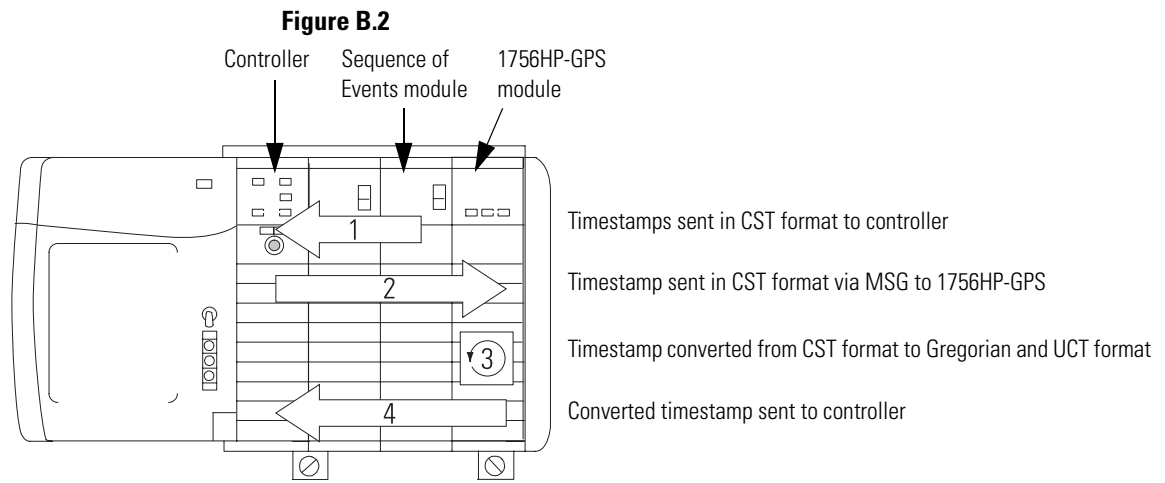 Figure B.2
Controller
Sequence of
Events module
1756HP-GPS
module
1
Timestamps sent in CST format to controller
2
Timestamp sent in CST format via MSG to 1756HP-GPS
3
Timestamp converted from CST format to Gregorian and UCT format
4
Converted timestamp sent to controller